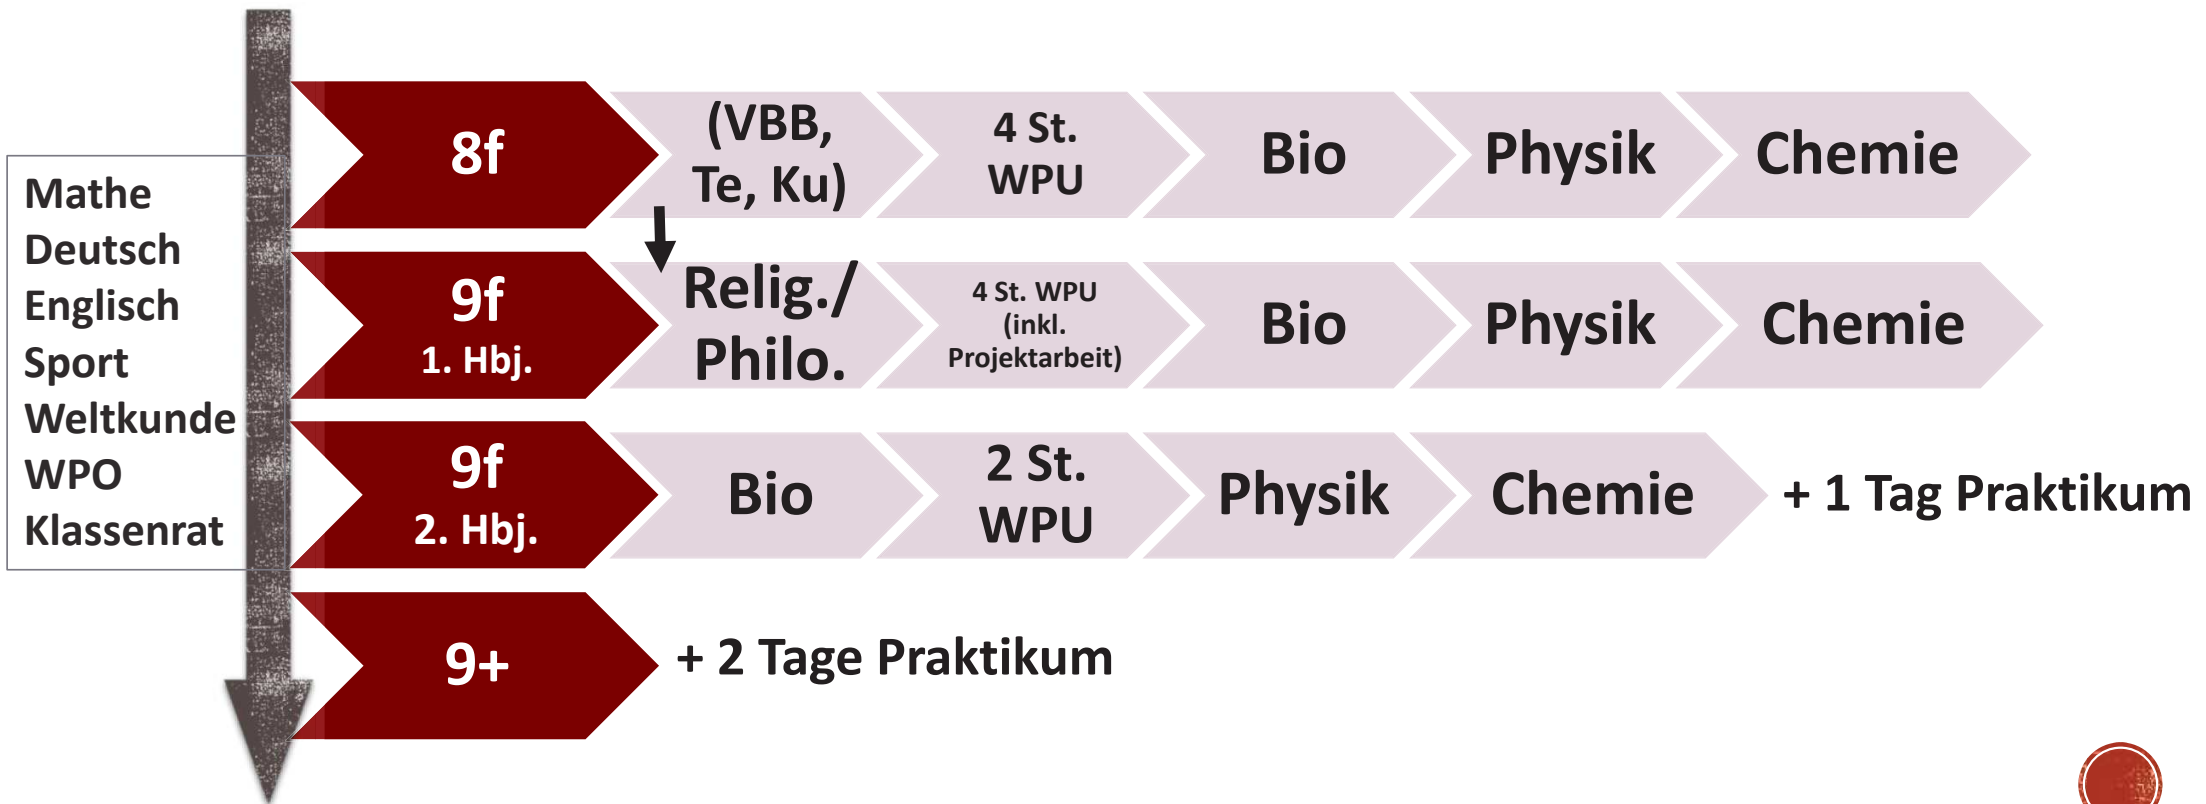 Mathe
Deutsch
Englisch
Sport
Weltkunde
WPO
Klassenrat
8f
(VBB,
Te, Ku)
4 St.
WPU
Bio
Physik
Chemie
9f
1. Hbj.
Relig./
Philo.
4 St. WPU
(inkl.
Projektarbeit)
Bio
Physik
Chemie
9f
2. Hbj.
Bio
2 St.
WPU
Physik
Chemie
+ 1 Tag Praktikum
9+
+ 2 Tage Praktikum